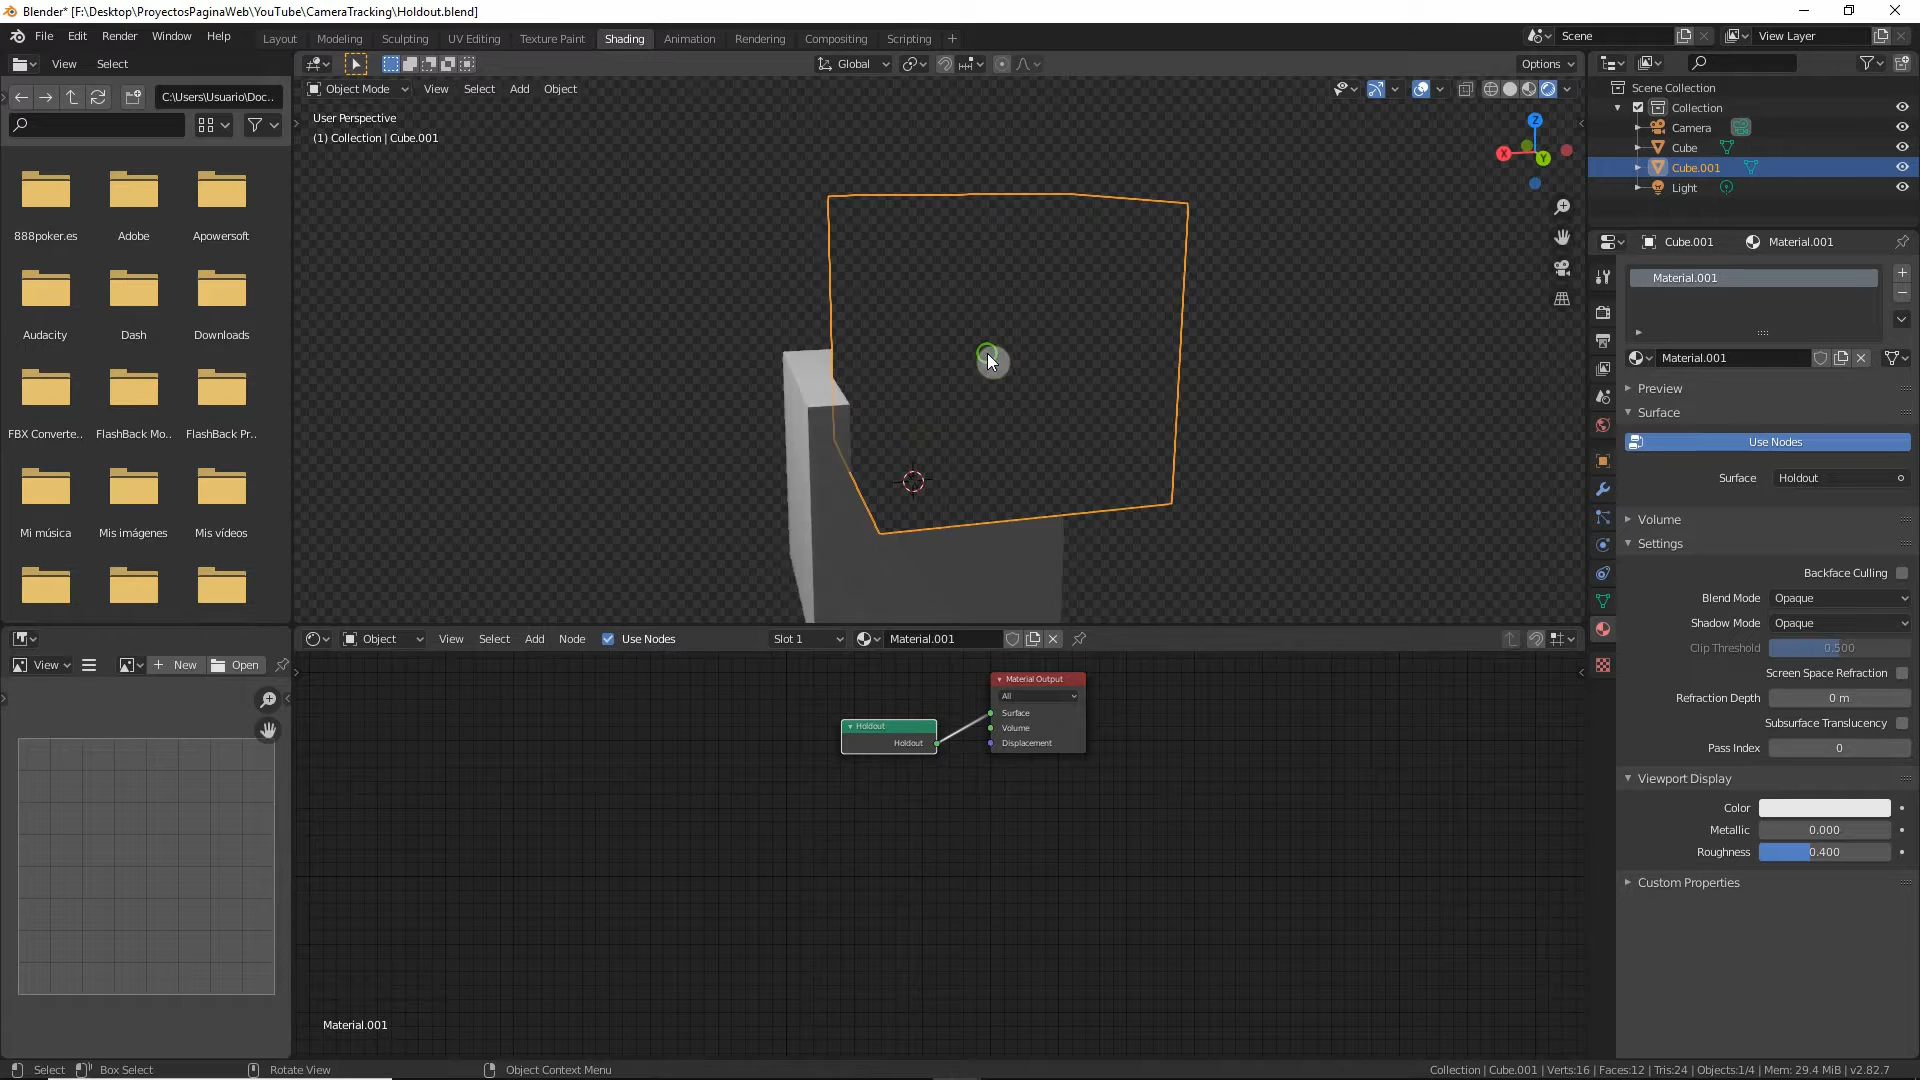 Blender* [F:\Desktop\ProyectosPaginaWeb\YouTube\CameraTracking\Holdout.blend]
File Edit Render Window Help
Layout Modeling Sculpting UV Editing Texture Paint Shading Animation Rendering Compositing Scripting
Scene
View Layer
View Select
Global
Options
C:\Users\Usuario\Doc..
Object Mode View Select Add Object
User Perspective
(1) Collection | Cube.001
Z
X
Y
888poker.es
Adobe
Apowersoft
Audacity
Dash
Downloads
FBX Converte..
FlashBack Mo..
FlashBack Pr..
Mi música
Mis imágenes
Mis vídeos
Scene Collection
Collection
Camera
Cube
Cube.001
Light
Cube.001
Material.001
Material.001
Material.001
Preview
Surface
Use Nodes
Surface Holdout
Volume
Settings
Backface Culling
Blend Mode Opaque
Shadow Mode Opaque
Clip Threshold 0.500
Screen Space Refraction
Refraction Depth 0 m
Subsurface Translucency
Pass Index 0
Viewport Display
Color
Metallic 0.000
Roughness 0.400
Custom Properties
View New Open
Object View Select Add Node Use Nodes Slot 1 Material.001
Material Output
All
Surface
Volume
Displacement
Holdout
Holdout
Material.001
Select Box Select Rotate View Object Context Menu
Collection | Cube.001 | Verts:16 | Faces:12 | Tris:24 | Objects:1/4 | Mem: 29.4 MiB | v2.82.7